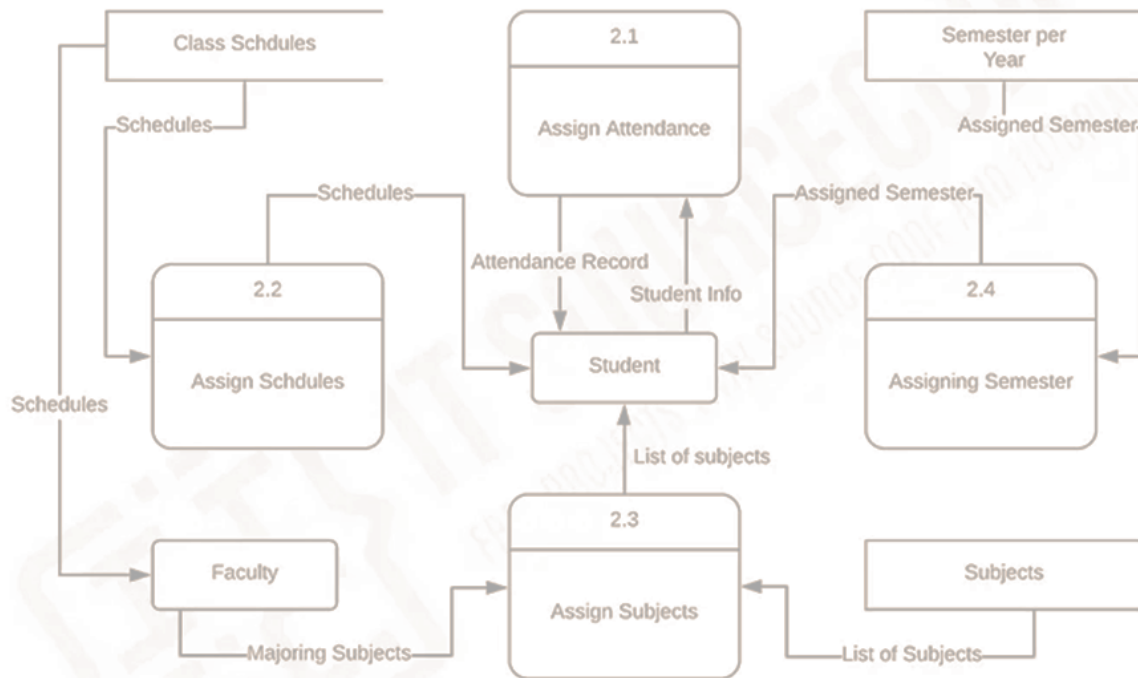 Class Schdules
2.1
Semester per
Year
Schedules
Assign Attendance
Assigned Semester
Schedules
Assigned Semester
Attendance Record
2.2
Student Info
2.4
Student
Assign Schdules
Assigning Semester
Schedules
List of subjects
2.3
Faculty
Subjects
Assign Subjects
Majoring Subjects
List of Subjects